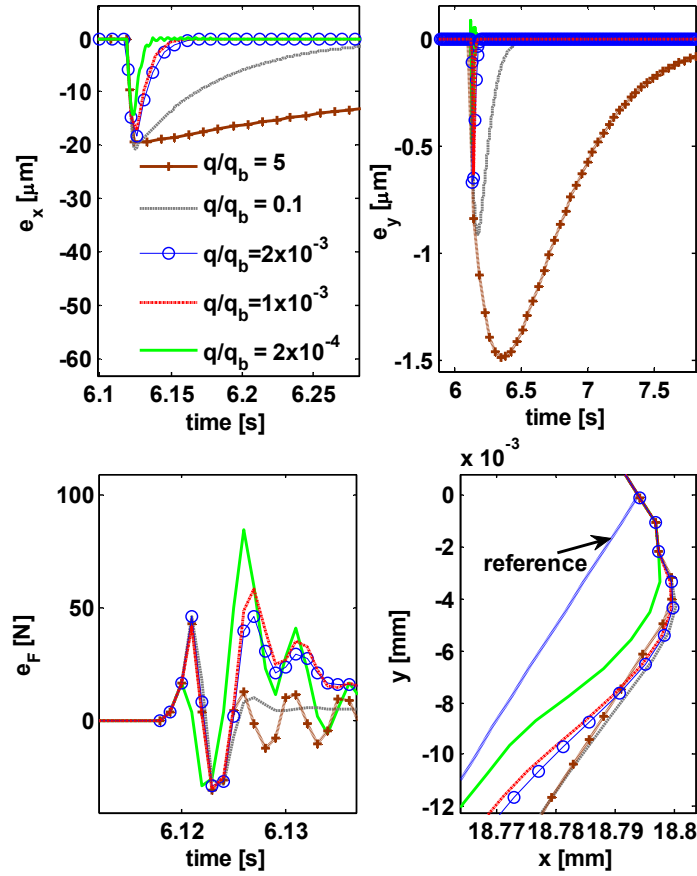 0
-10
-20
-30
-40
-50
-60
e_x [μm]
q/q_b = 5
q/q_b = 0.1
q/q_b=2x10^-3
q/q_b=1x10^-3
q/q_b = 2x10^-4
6.1 6.15 6.2 6.25
time [s]
0
-0.5
-1
-1.5
e_y [μm]
6 6.5 7 7.5
time [s]
100
50
0
e_F [N]
6.12 6.13
time [s]
x 10^-3
0
-2
-4
-6
-8
-10
-12
y [mm]
reference
18.77 18.78 18.79 18.8
x [mm]